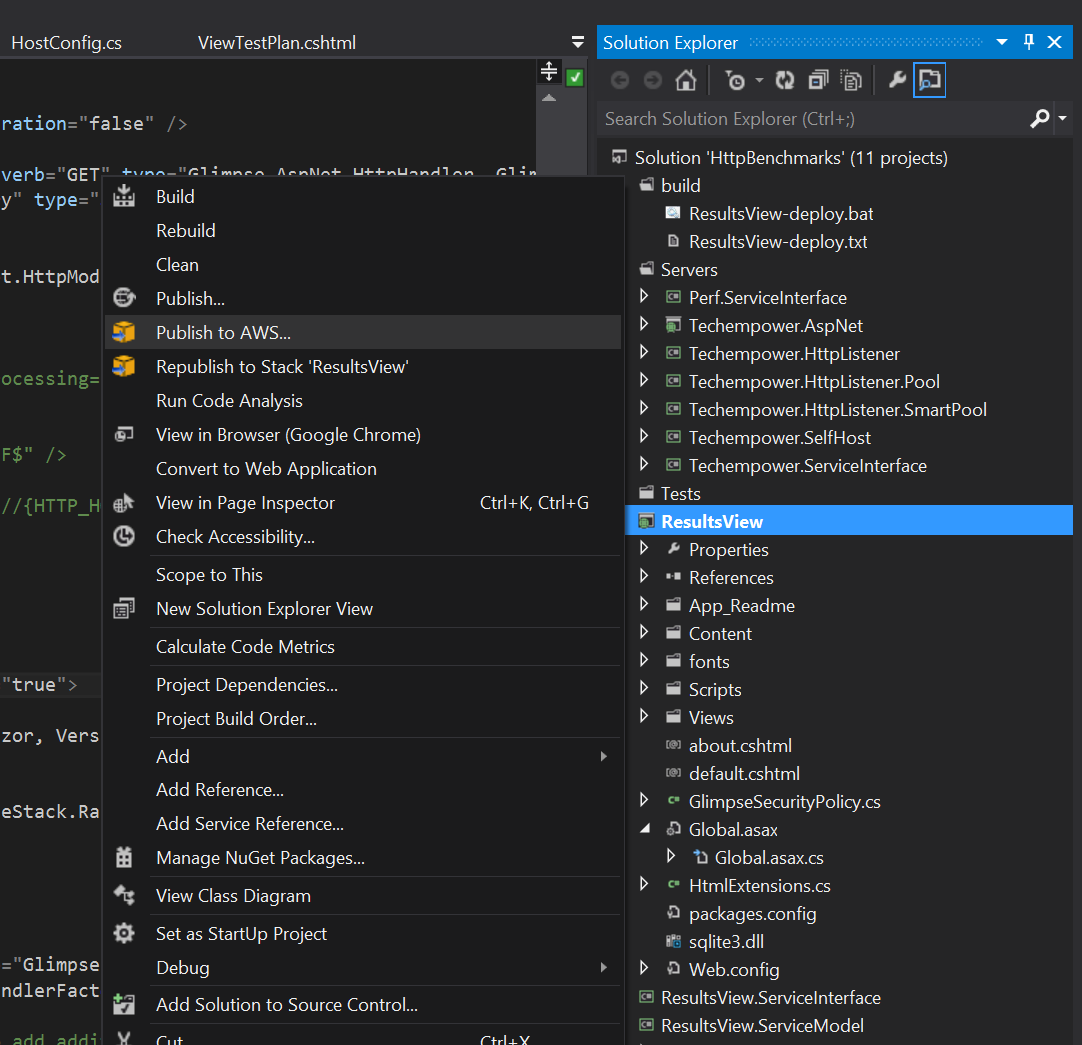 HostConfig.cs
ViewTestPlan.cshtml
ration="false" />
verb="GET" type="Glimpse.AspNet.HttpHandler, Glim
y" type="
t.HttpMod
ocessing=
F$" />
//{HTTP_H
"true">
zor, Vers
eStack.Ra
="Glimpse
ndlerFact
add addi
Build
Rebuild
Clean
Publish...
Publish to AWS...
Republish to Stack 'ResultsView'
Run Code Analysis
View in Browser (Google Chrome)
Convert to Web Application
View in Page Inspector Ctrl+K, Ctrl+G
Check Accessibility...
Scope to This
New Solution Explorer View
Calculate Code Metrics
Project Dependencies...
Project Build Order...
Add
Add Reference...
Add Service Reference...
Manage NuGet Packages...
View Class Diagram
Set as StartUp Project
Debug
Add Solution to Source Control...
Cut Ctrl+X
Solution Explorer
Search Solution Explorer (Ctrl+;)
Solution 'HttpBenchmarks' (11 projects)
build
ResultsView-deploy.bat
ResultsView-deploy.txt
Servers
Perf.ServiceInterface
Techempower.AspNet
Techempower.HttpListener
Techempower.HttpListener.Pool
Techempower.HttpListener.SmartPool
Techempower.SelfHost
Techempower.ServiceInterface
Tests
ResultsView
Properties
References
App_Readme
Content
fonts
Scripts
Views
about.cshtml
default.cshtml
GlimpseSecurityPolicy.cs
Global.asax
Global.asax.cs
HtmlExtensions.cs
packages.config
sqlite3.dll
Web.config
ResultsView.ServiceInterface
ResultsView.ServiceModel